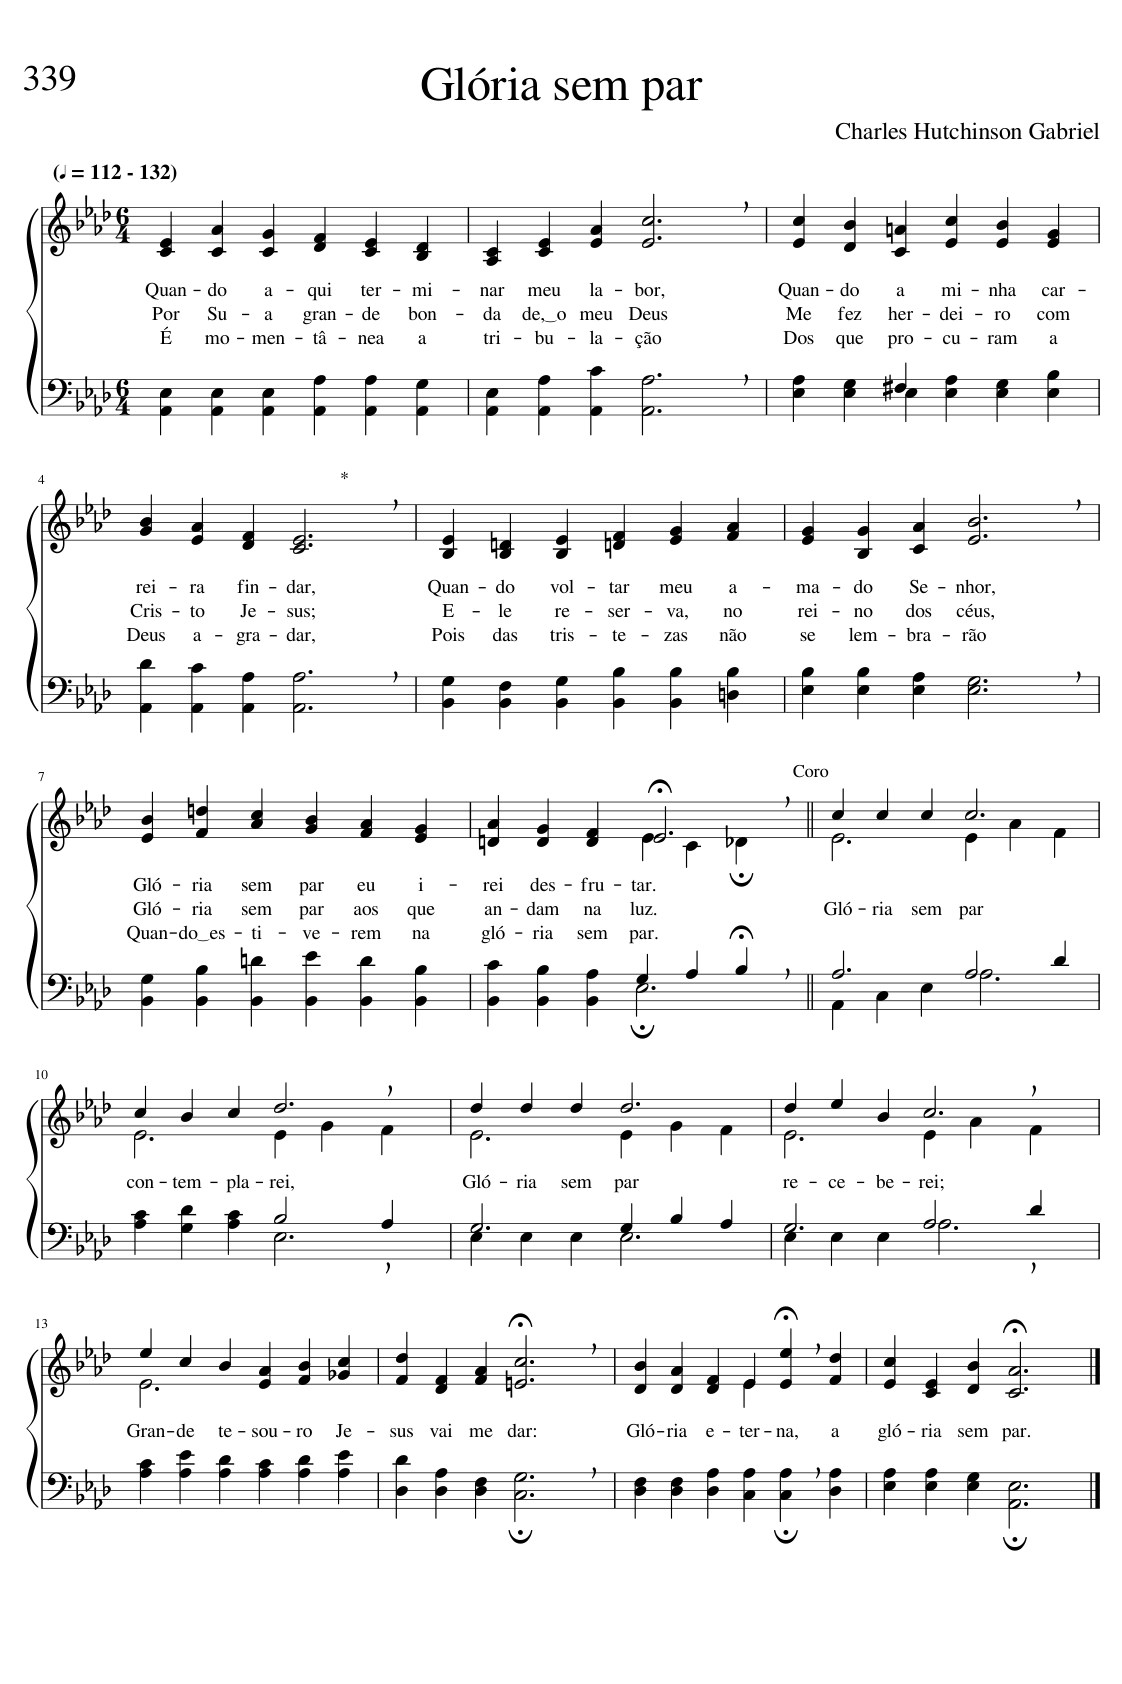 339
Glória sem par
Charles Hutchinson Gabriel
(♩ = 112 - 132)
Quan - do a - qui ter - mi - nar meu la - bor, Quan - do a mi - nha car -
Por Su - a gran - de bon - da de,‿o meu Deus Me fez her - dei - ro com
É mo - men - tâ - nea a tri - bu - la - ção Dos que pro - cu - ram a
4
*
rei - ra fin - dar, Quan - do vol - tar meu a - ma - do Se - nhor,
Cris - to Je - sus; E - le re - ser - va, no rei - no dos céus,
Deus a - gra - dar, Pois das tris - te - zas não se lem - bra - rão
7
Coro
Gló - ria sem par eu i - rei des - fru - tar.
Gló - ria sem par aos que an - dam na luz. Gló - ria sem par
Quan - do‿es - ti - ve - rem na gló - ria sem par.
10
con - tem - pla - rei, Gló - ria sem par re - ce - be - rei;
13
Gran - de te - sou - ro Je - sus vai me dar: Gló - ria e - ter - na, a gló - ria sem par.